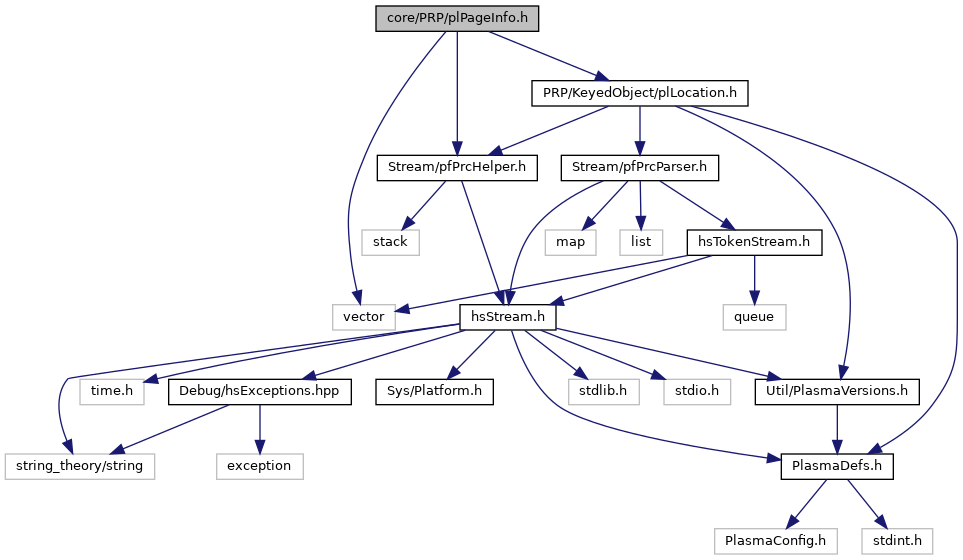 core/PRP/plPageInfo.h
PRP/KeyedObject/plLocation.h
Stream/pfPrcHelper.h
Stream/pfPrcParser.h
stack
map
list
hsTokenStream.h
vector
hsStream.h
queue
time.h
Debug/hsExceptions.hpp
Sys/Platform.h
stdlib.h
stdio.h
Util/PlasmaVersions.h
string_theory/string
exception
PlasmaDefs.h
PlasmaConfig.h
stdint.h